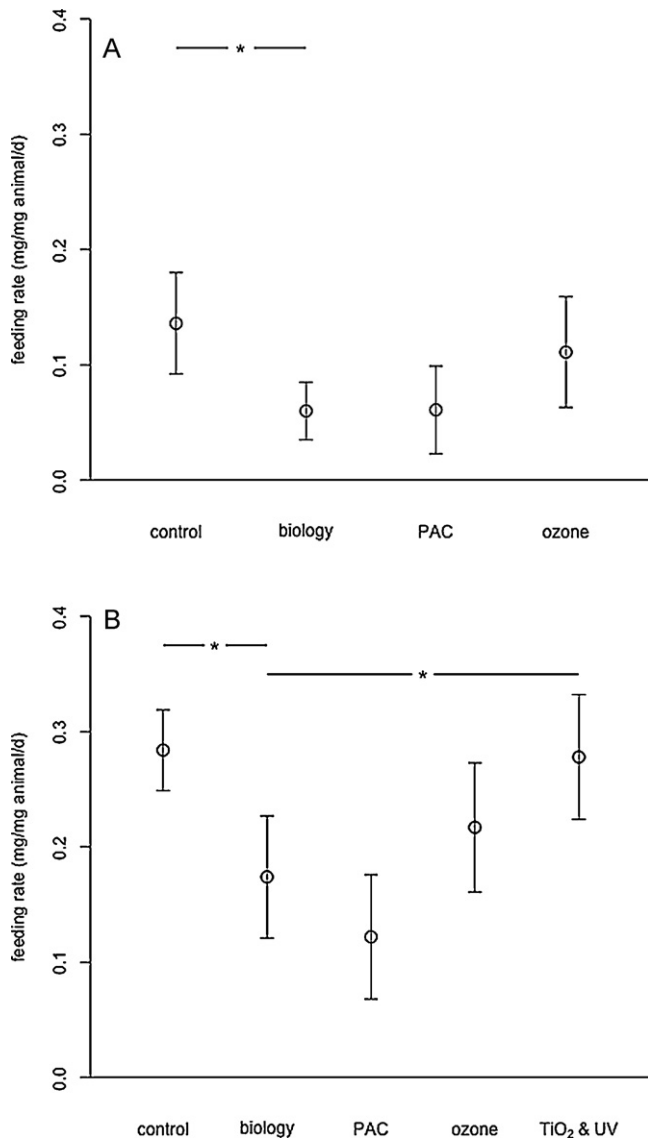 A
*
0.4
0.3
0.2
0.1
0.0
feeding rate (mg/mg animal/d)
control biology PAC ozone
B
*
*
0.4
0.3
0.2
0.1
0.0
feeding rate (mg/mg animal/d)
control biology PAC ozone TiO₂ & UV